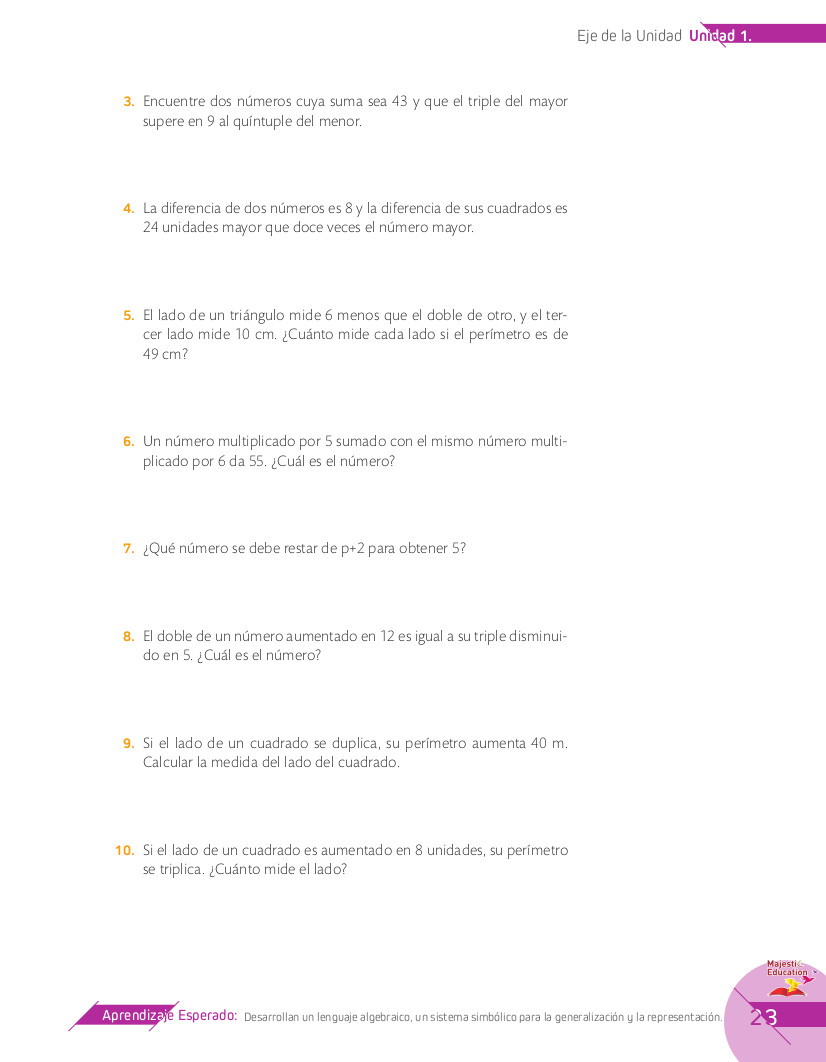 Eje de la Unidad Unidad 1.
3. Encuentre dos números cuya suma sea 43 y que el triple del mayor
supere en 9 al quíntuple del menor.
4. La diferencia de dos números es 8 y la diferencia de sus cuadrados es
24 unidades mayor que doce veces el número mayor.
5. El lado de un triángulo mide 6 menos que el doble de otro, y el ter-
cer lado mide 10 cm. ¿Cuánto mide cada lado si el perímetro es de
49 cm?
6. Un número multiplicado por 5 sumado con el mismo número multi-
plicado por 6 da 55. ¿Cuál es el número?
7. ¿Qué número se debe restar de p+2 para obtener 5?
8. El doble de un número aumentado en 12 es igual a su triple disminui-
do en 5. ¿Cuál es el número?
9. Si el lado de un cuadrado se duplica, su perímetro aumenta 40 m.
Calcular la medida del lado del cuadrado.
10. Si el lado de un cuadrado es aumentado en 8 unidades, su perímetro
se triplica. ¿Cuánto mide el lado?
Majestic
Education
Aprendizaje Esperado: Desarrollan un lenguaje algebraico, un sistema simbólico para la generalización y la representación.
23